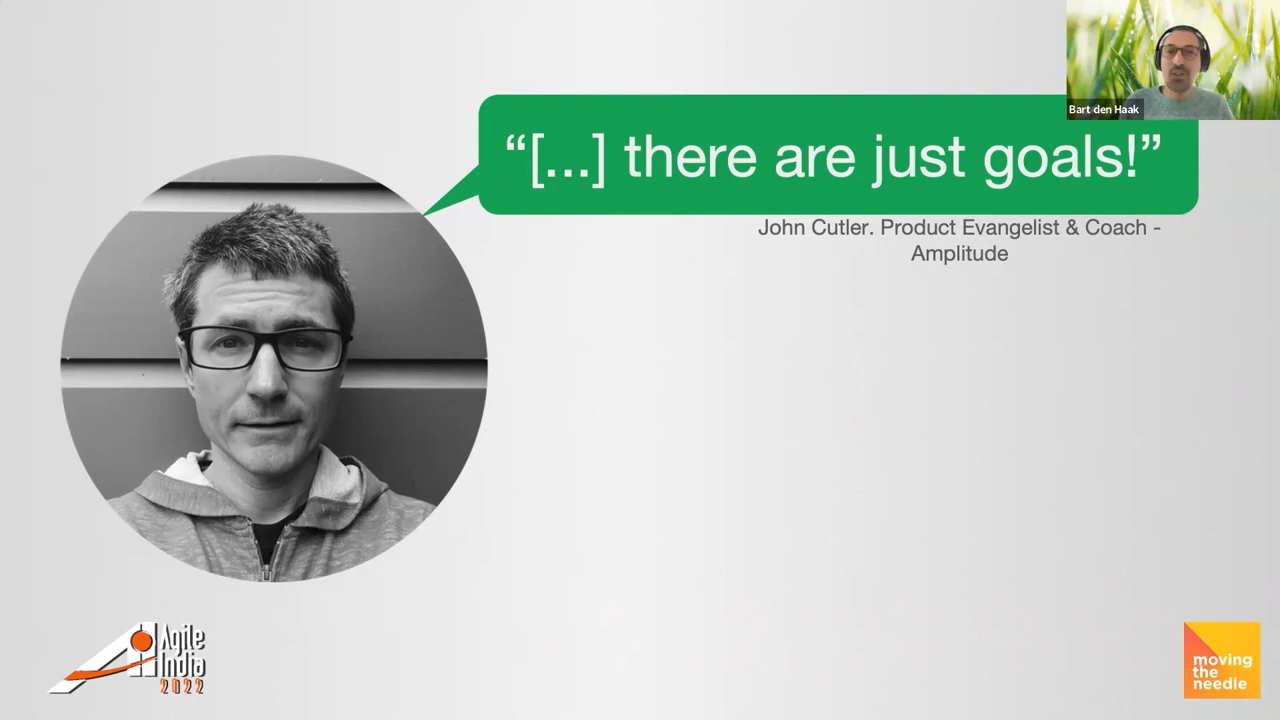 Bart den Haak
“[...] there are just goals!”
John Cutler. Product Evangelist & Coach -
Amplitude
Agile
India
2022
moving
the
needle